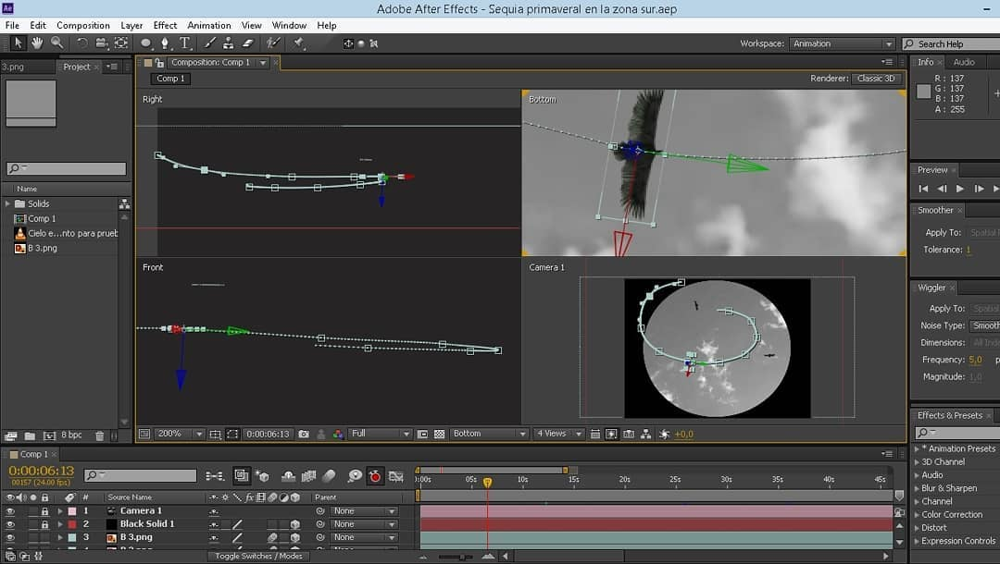 Ae Adobe After Effects - Sequia primaveral en la zona sur.aep
File Edit Composition Layer Effect Animation View Window Help
T Workspace: Animation Search Help
3.png Project Composition: Comp 1 Info Audio
Comp 1 Renderer: Classic 3D
R : 137
G : 137
B : 137
A : 255
Right
Bottom
Front
Camera 1
Name
Solids
Comp 1
Cielo e...nto para prueb
B 3.png
8 bpc
Preview
Smoother
Apply To: Spatial
Tolerance: 1
Wiggler
Apply To: Spatial
Noise Type: Smooth
Dimensions: All Ind
Frequency: 5,0 p
Magnitude: 1,0
200% 0:00:06:13 Full Bottom 4 Views +0,0
Effects & Presets
* Animation Presets
3D Channel
Audio
Blur & Sharpen
Channel
Color Correction
Distort
Expression Controls
Comp 1
0:00:06:13
00157 (24.00 fps)
:00s 05s 10s 15s 20s 25s 30s 35s 40s 45s
# Source Name fx Parent
1 Camera 1 None
2 Black Solid 1 None
3 B 3.png None
Toggle Switches / Modes